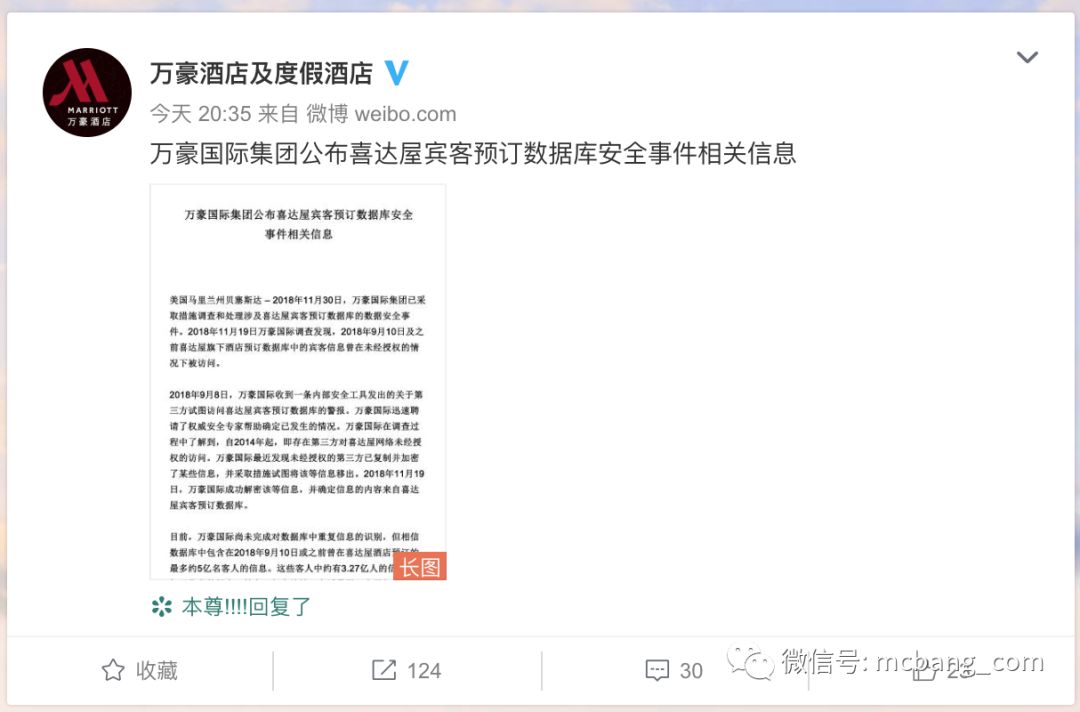 MARRIOTT
万豪酒店
万豪酒店及度假酒店
今天 20:35 来自 微博 weibo.com
万豪国际集团公布喜达屋宾客预订数据库安全事件相关信息
万豪国际集团公布喜达屋宾客预订数据库安全
事件相关信息
美国马里兰州贝塞斯达 – 2018年11月30日，万豪国际集团已采
取措施调查和处理涉及喜达屋宾客预订数据库的数据安全事
件。2018年11月19日万豪国际调查发现，2018年9月10日及之
前喜达屋旗下酒店预订数据库中的宾客信息曾在未经授权的情
况下被访问。
2018年9月8日，万豪国际收到一条内部安全工具发出的关于第
三方试图访问喜达屋宾客预订数据库的警报。万豪国际迅速聘
请了权威安全专家帮助确定已发生的情况。万豪国际在调查过
程中了解到，自2014年起，即存在第三方对喜达屋网络未经授
权的访问。万豪国际最近发现未经授权的第三方已复制并加密
了某些信息，并采取措施试图将该等信息移出。2018年11月19
日，万豪国际成功解密该等信息，并确定信息的内容来自喜达
屋宾客预订数据库。
目前，万豪国际尚未完成对数据库中重复信息的识别，但相信
数据库中包含在2018年9月10日或之前曾在喜达屋酒店预订的
最多约5亿名客人的信息。这些客人中约有3.27亿人的
长图
本尊!!!!回复了
收藏
124
30
微信号: mcbang_com